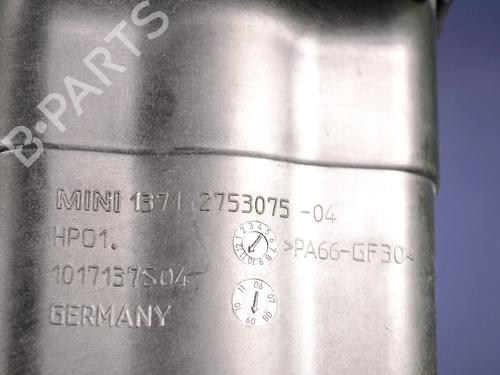 B-PARTS
MINI 1371 2753075 -04
HP01. >PA66-GF30<
1017137S04
GERMANY